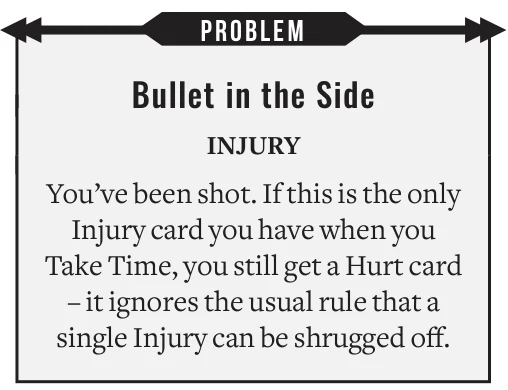 PROBLEM
Bullet in the Side
INJURY
You’ve been shot. If this is the only
Injury card you have when you
Take Time, you still get a Hurt card
– it ignores the usual rule that a
single Injury can be shrugged off.